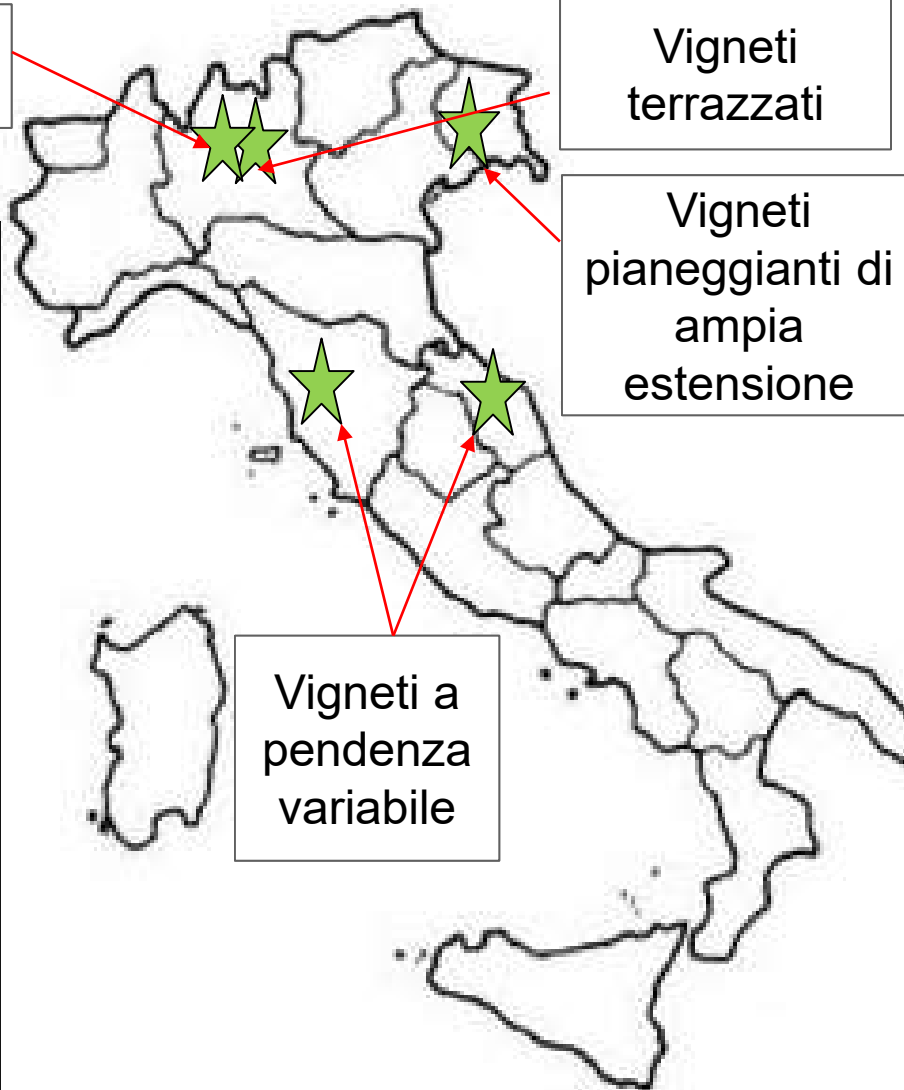 Vigneti
terrazzati
Vigneti
pianeggianti di
ampia
estensione
Vigneti a
pendenza
variabile